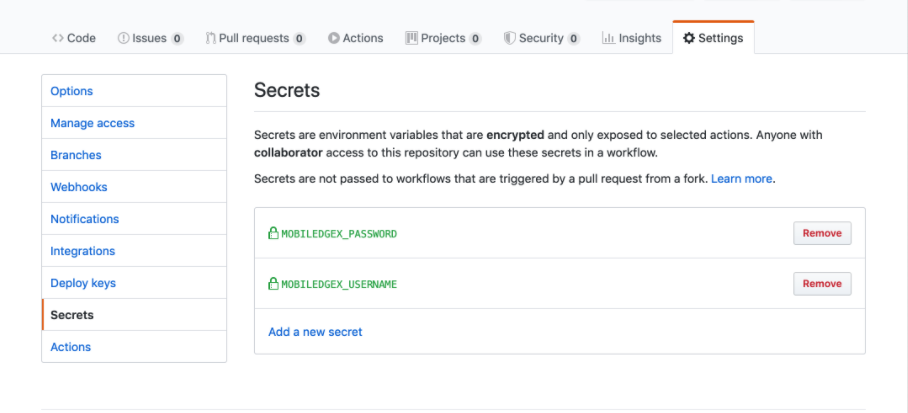 Code Issues 0 Pull requests 0 Actions Projects 0 Security 0 Insights Settings
Options
Manage access
Branches
Webhooks
Notifications
Integrations
Deploy keys
Secrets
Actions
Secrets
Secrets are environment variables that are encrypted and only exposed to selected actions. Anyone with
collaborator access to this repository can use these secrets in a workflow.
Secrets are not passed to workflows that are triggered by a pull request from a fork. Learn more.
MOBILEDGEX_PASSWORD Remove
MOBILEDGEX_USERNAME Remove
Add a new secret